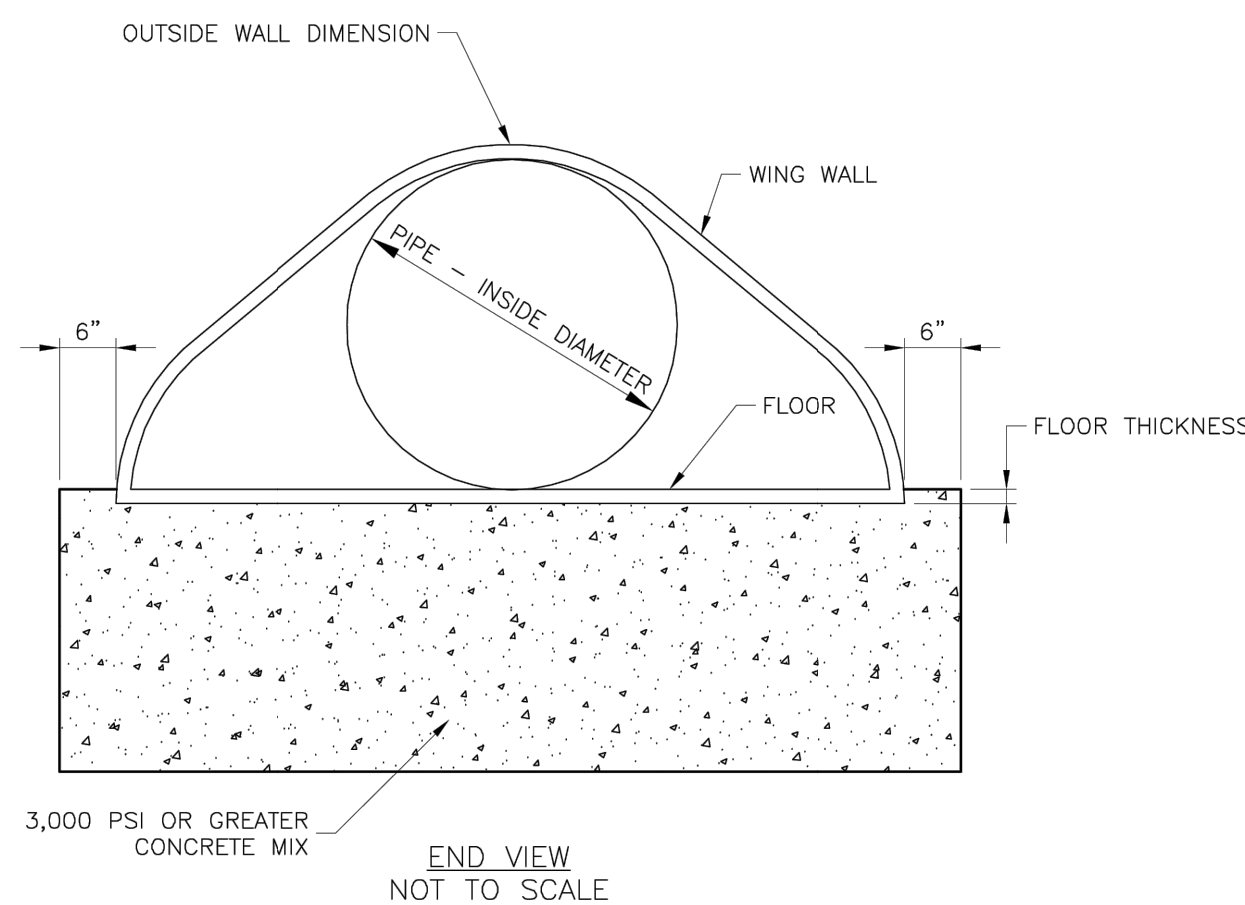 OUTSIDE WALL DIMENSION
WING WALL
PIPE - INSIDE DIAMETER
6”
6”
FLOOR
FLOOR THICKNESS
3,000 PSI OR GREATER
CONCRETE MIX
END VIEW
NOT TO SCALE